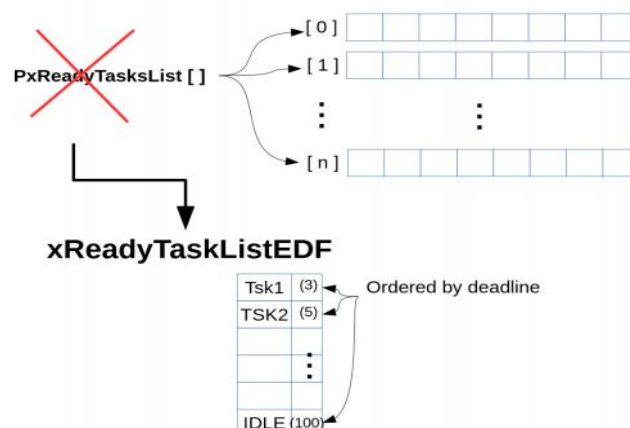 [ 0 ]
PxReadyTasksList [ ]
[ 1 ]
[ n ]
xReadyTaskListEDF
Tsk1 (3)
Ordered by deadline
TSK2 (5)
IDLE (100)